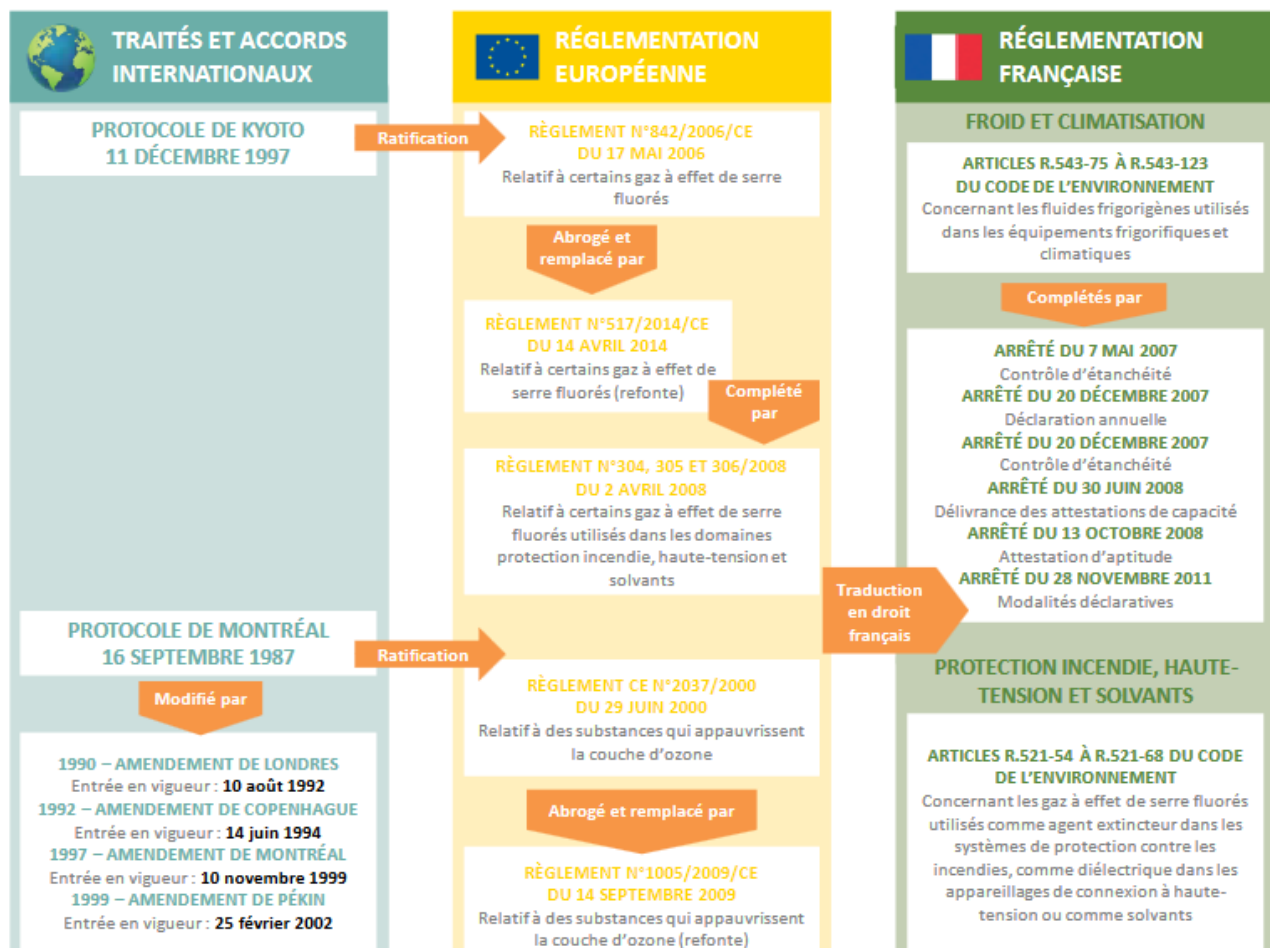 TRAITÉS ET ACCORDS
INTERNATIONAUX
PROTOCOLE DE KYOTO
11 DÉCEMBRE 1997
Ratification
PROTOCOLE DE MONTRÉAL
16 SEPTEMBRE 1987
Ratification
Modifié par
1990 – AMENDEMENT DE LONDRES
Entrée en vigueur : 10 août 1992
1992 – AMENDEMENT DE COPENHAGUE
Entrée en vigueur : 14 juin 1994
1997 – AMENDEMENT DE MONTRÉAL
Entrée en vigueur : 10 novembre 1999
1999 – AMENDEMENT DE PÉKIN
Entrée en vigueur : 25 février 2002
RÉGLEMENTATION
EUROPÉENNE
RÈGLEMENT N°842/2006/CE
DU 17 MAI 2006
Relatif à certains gaz à effet de serre
fluorés
Abrogé et
remplacé par
RÈGLEMENT N°517/2014/CE
DU 14 AVRIL 2014
Relatif à certains gaz à effet de
serre fluorés (refonte)
Complété
par
RÈGLEMENT N°304, 305 ET 306/2008
DU 2 AVRIL 2008
Relatif à certains gaz à effet de serre
fluorés utilisés dans les domaines
protection incendie, haute-tension et
solvants
Traduction
en droit
français
RÈGLEMENT CE N°2037/2000
DU 29 JUIN 2000
Relatif à des substances qui appauvrissent
la couche d'ozone
Abrogé et remplacé par
RÈGLEMENT N°1005/2009/CE
DU 14 SEPTEMBRE 2009
Relatif à des substances qui appauvrissent
la couche d'ozone (refonte)
RÉGLEMENTATION
FRANÇAISE
FROID ET CLIMATISATION
ARTICLES R.543-75 À R.543-123
DU CODE DE L'ENVIRONNEMENT
Concernant les fluides frigorigènes utilisés
dans les équipements frigorifiques et
climatiques
Complétés par
ARRÊTÉ DU 7 MAI 2007
Contrôle d'étanchéité
ARRÊTÉ DU 20 DÉCEMBRE 2007
Déclaration annuelle
ARRÊTÉ DU 20 DÉCEMBRE 2007
Contrôle d'étanchéité
ARRÊTÉ DU 30 JUIN 2008
Délivrance des attestations de capacité
ARRÊTÉ DU 13 OCTOBRE 2008
Attestation d'aptitude
ARRÊTÉ DU 28 NOVEMBRE 2011
Modalités déclaratives
PROTECTION INCENDIE, HAUTE-
TENSION ET SOLVANTS
ARTICLES R.521-54 À R.521-68 DU CODE
DE L'ENVIRONNEMENT
Concernant les gaz à effet de serre fluorés
utilisés comme agent extincteur dans les
systèmes de protection contre les
incendies, comme diélectrique dans les
appareillages de connexion à haute-
tension ou comme solvants